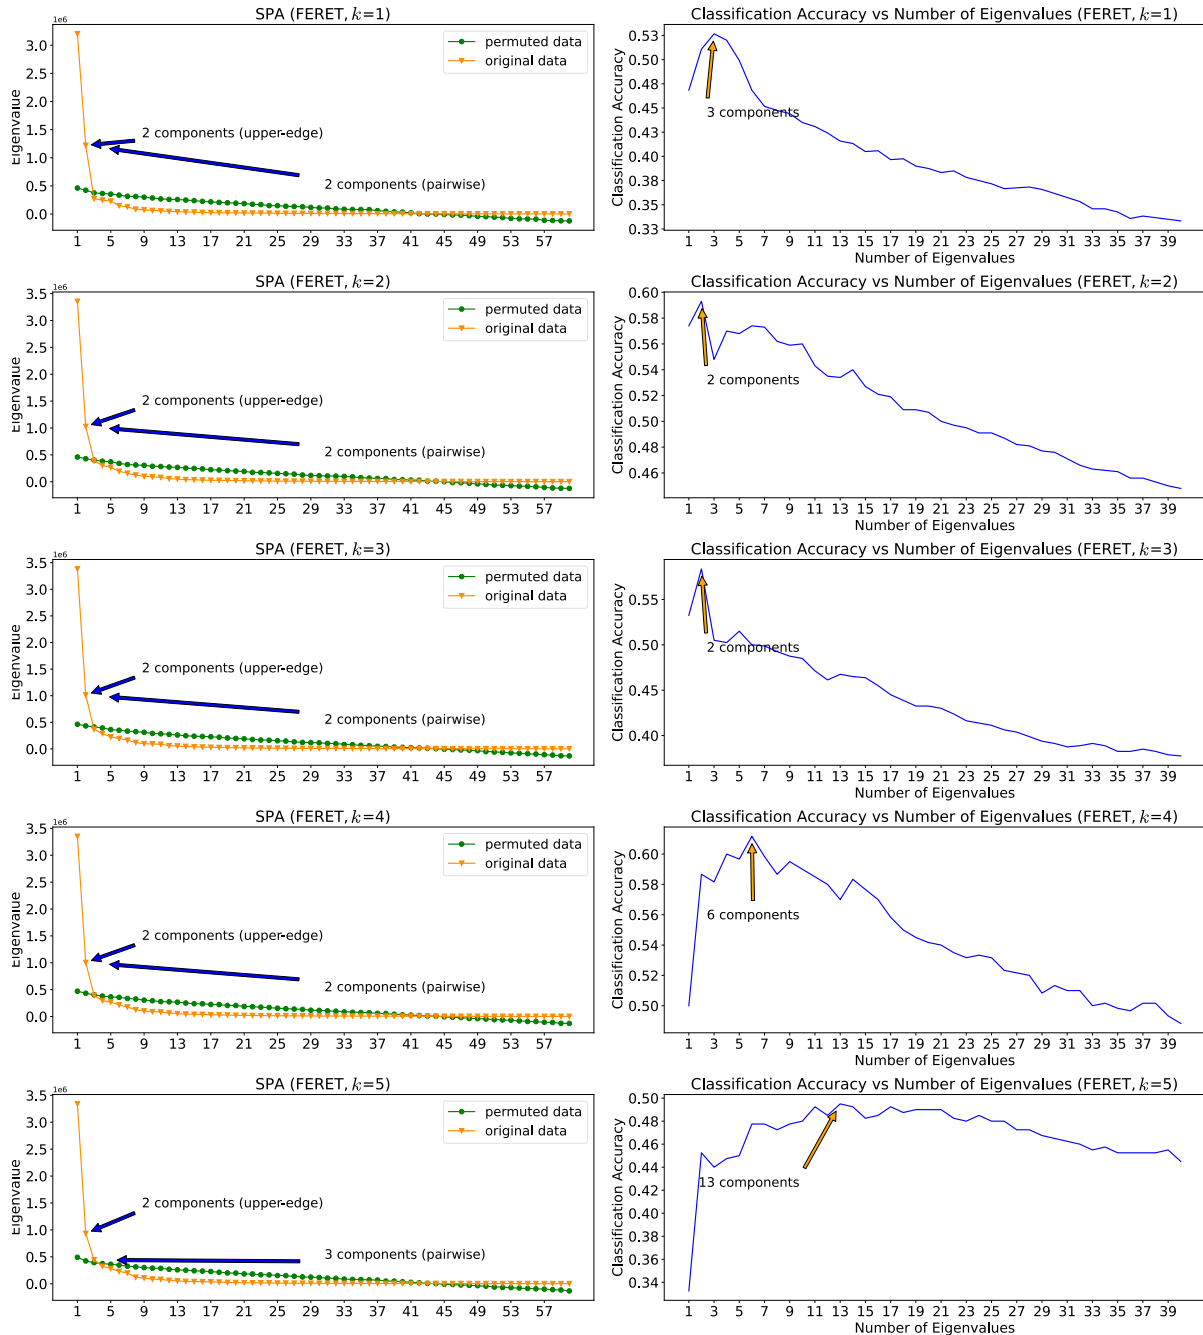 SPA (FERET, k=1)
1e6
permuted data
original data
2 components (upper-edge)
2 components (pairwise)
Eigenvalue
3.0
2.5
2.0
1.5
1.0
0.5
0.0
1 5 9 13 17 21 25 29 33 37 41 45 49 53 57
Classification Accuracy vs Number of Eigenvalues (FERET, k=1)
Classification Accuracy
0.53
0.50
0.48
0.45
0.43
0.40
0.38
0.35
0.33
3 components
1 3 5 7 9 11 13 15 17 19 21 23 25 27 29 31 33 35 37 39
Number of Eigenvalues
SPA (FERET, k=2)
1e6
permuted data
original data
2 components (upper-edge)
2 components (pairwise)
Eigenvalue
3.5
3.0
2.5
2.0
1.5
1.0
0.5
0.0
1 5 9 13 17 21 25 29 33 37 41 45 49 53 57
Classification Accuracy vs Number of Eigenvalues (FERET, k=2)
Classification Accuracy
0.60
0.58
0.56
0.54
0.52
0.50
0.48
0.46
2 components
1 3 5 7 9 11 13 15 17 19 21 23 25 27 29 31 33 35 37 39
Number of Eigenvalues
SPA (FERET, k=3)
1e6
permuted data
original data
2 components (upper-edge)
2 components (pairwise)
Eigenvalue
3.5
3.0
2.5
2.0
1.5
1.0
0.5
0.0
1 5 9 13 17 21 25 29 33 37 41 45 49 53 57
Classification Accuracy vs Number of Eigenvalues (FERET, k=3)
Classification Accuracy
0.55
0.50
0.45
0.40
2 components
1 3 5 7 9 11 13 15 17 19 21 23 25 27 29 31 33 35 37 39
Number of Eigenvalues
SPA (FERET, k=4)
1e6
permuted data
original data
2 components (upper-edge)
2 components (pairwise)
Eigenvalue
3.5
3.0
2.5
2.0
1.5
1.0
0.5
0.0
1 5 9 13 17 21 25 29 33 37 41 45 49 53 57
Classification Accuracy vs Number of Eigenvalues (FERET, k=4)
Classification Accuracy
0.60
0.58
0.56
0.54
0.52
0.50
6 components
1 3 5 7 9 11 13 15 17 19 21 23 25 27 29 31 33 35 37 39
Number of Eigenvalues
SPA (FERET, k=5)
1e6
permuted data
original data
2 components (upper-edge)
3 components (pairwise)
Eigenvalue
3.5
3.0
2.5
2.0
1.5
1.0
0.5
0.0
1 5 9 13 17 21 25 29 33 37 41 45 49 53 57
Classification Accuracy vs Number of Eigenvalues (FERET, k=5)
Classification Accuracy
0.50
0.48
0.46
0.44
0.42
0.40
0.38
0.36
0.34
13 components
1 3 5 7 9 11 13 15 17 19 21 23 25 27 29 31 33 35 37 39
Number of Eigenvalues